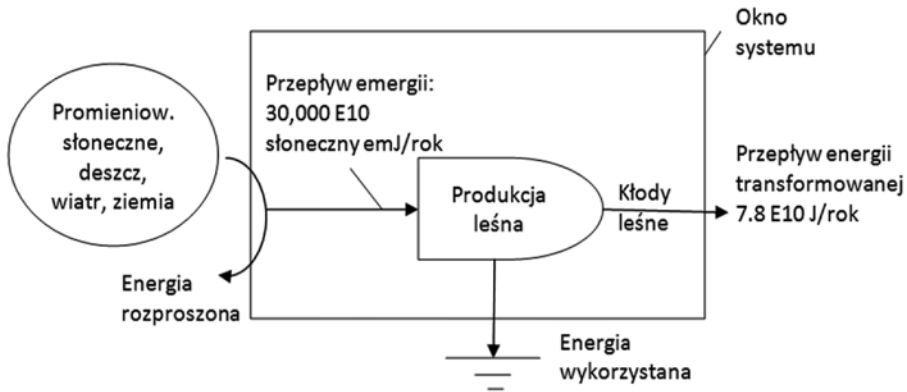 Promieniow.
słoneczne,
deszcz,
wiatr, ziemia
Energia
rozproszona
Przepływ emergii:
30,000 E10
słoneczny emJ/rok
Produkcja
leśna
Kłody
leśne
Okno
systemu
Przepływ energii
transformowanej
7.8 E10 J/rok
Energia
wykorzystana